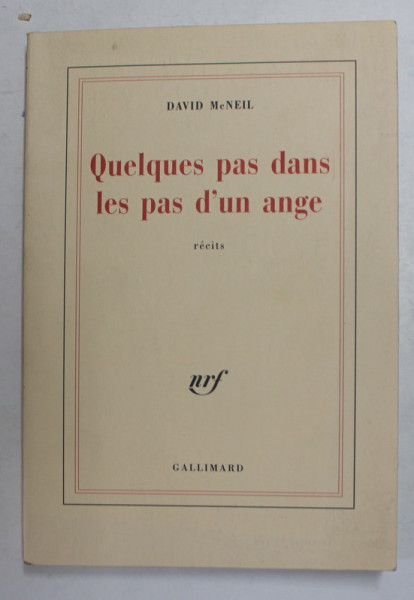 DAVID McNEIL
Quelques pas dans
les pas d'un ange
récits
nrf
GALLIMARD